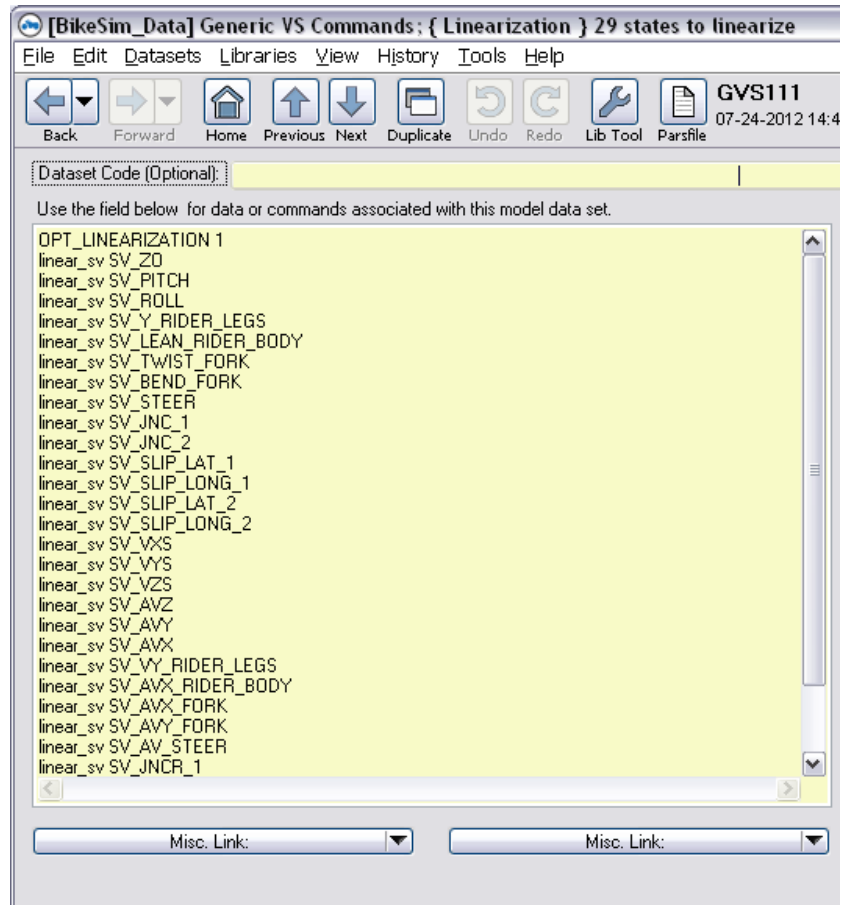 [BikeSim_Data] Generic VS Commands; { Linearization } 29 states to linearize
File Edit Datasets Libraries View History Tools Help
Back Forward Home Previous Next Duplicate Undo Redo Lib Tool Parsfile
GVS111
07-24-2012 14:4
Dataset Code (Optional):
Use the field below for data or commands associated with this model data set.
OPT_LINEARIZATION 1
linear_sv SV_ZO
linear_sv SV_PITCH
linear_sv SV_ROLL
linear_sv SV_Y_RIDER_LEGS
linear_sv SV_LEAN_RIDER_BODY
linear_sv SV_TWIST_FORK
linear_sv SV_BEND_FORK
linear_sv SV_STEER
linear_sv SV_JNC_1
linear_sv SV_JNC_2
linear_sv SV_SLIP_LAT_1
linear_sv SV_SLIP_LONG_1
linear_sv SV_SLIP_LAT_2
linear_sv SV_SLIP_LONG_2
linear_sv SV_VXS
linear_sv SV_VYS
linear_sv SV_VZS
linear_sv SV_AVZ
linear_sv SV_AVY
linear_sv SV_AVX
linear_sv SV_VY_RIDER_LEGS
linear_sv SV_AVX_RIDER_BODY
linear_sv SV_AVX_FORK
linear_sv SV_AVY_FORK
linear_sv SV_AV_STEER
linear_sv SV_JNCR_1
Misc. Link: Misc. Link: